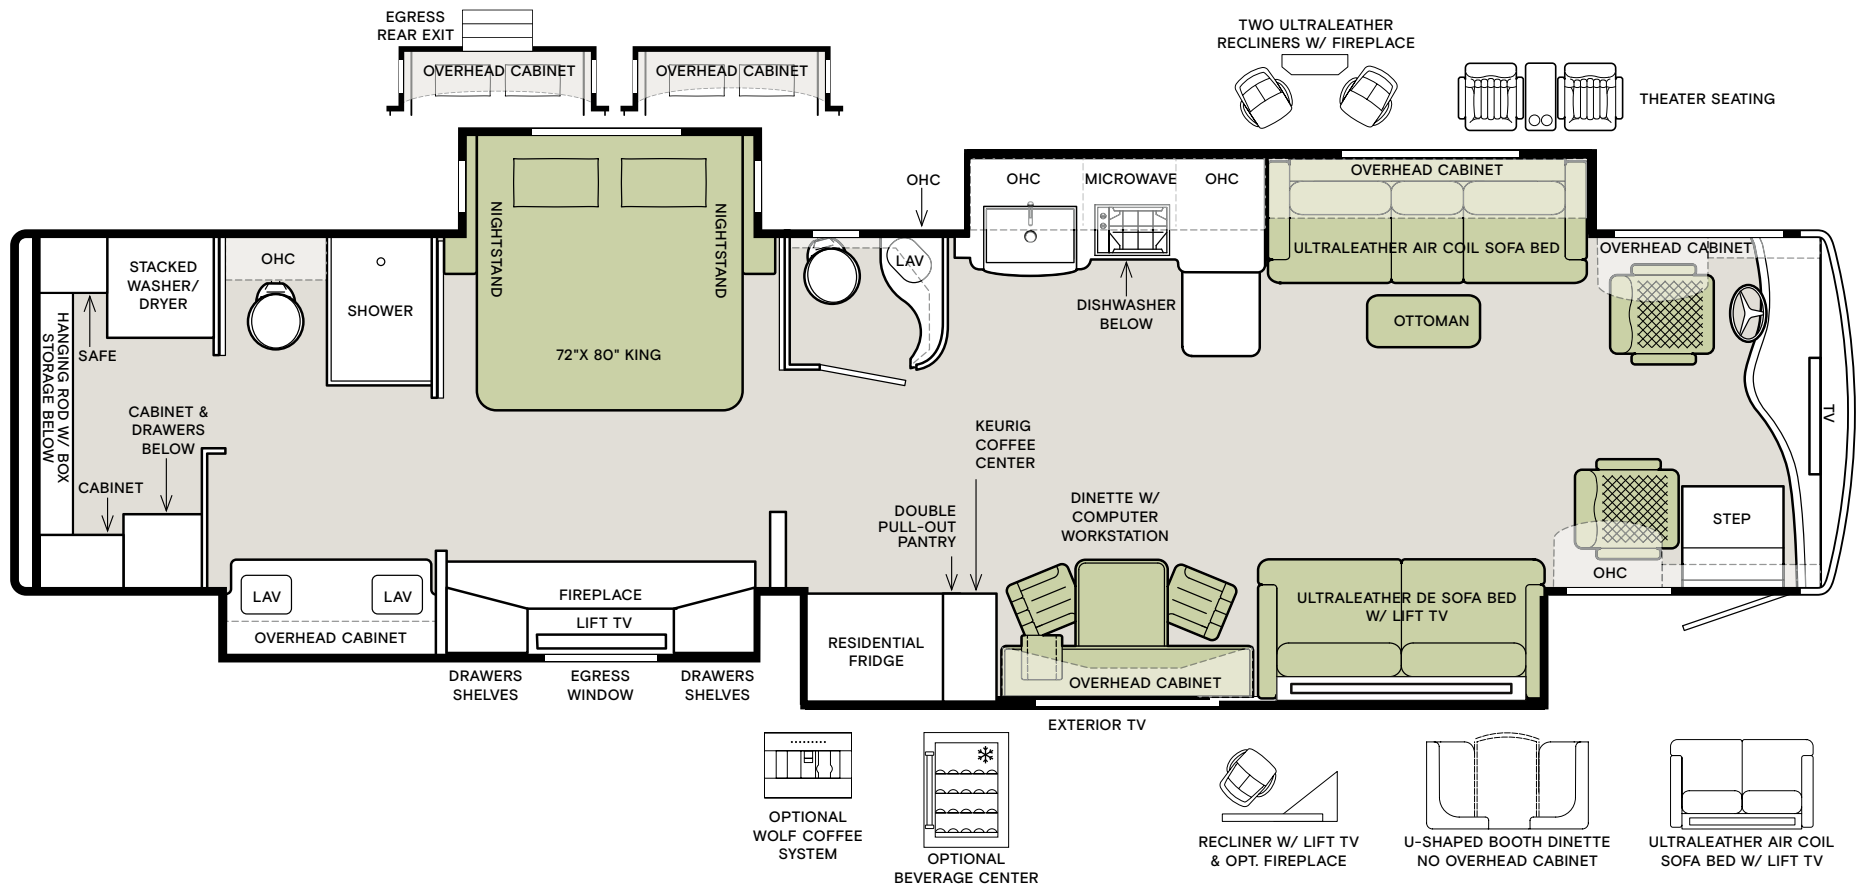 EGRESS
REAR EXIT
OVERHEAD CABINET
OVERHEAD CABINET
TWO ULTRALEATHER
RECLINERS W/ FIREPLACE
THEATER SEATING
OHC
OHC
MICROWAVE
OHC
OVERHEAD CABINET
ULTRALEATHER AIR COIL SOFA BED
OVERHEAD CABINET
STACKED
WASHER/
DRYER
OHC
SHOWER
NIGHTSTAND
NIGHTSTAND
72"X 80" KING
LAV
DISHWASHER
BELOW
OTTOMAN
SAFE
HANGING ROD W/ BOX
STORAGE BELOW
CABINET &
DRAWERS
BELOW
CABINET
KEURIG
COFFEE
CENTER
DOUBLE
PULL-OUT
PANTRY
DINETTE W/
COMPUTER
WORKSTATION
TV
STEP
OHC
LAV
LAV
OVERHEAD CABINET
FIREPLACE
LIFT TV
DRAWERS
SHELVES
EGRESS
WINDOW
DRAWERS
SHELVES
RESIDENTIAL
FRIDGE
OVERHEAD CABINET
ULTRALEATHER DE SOFA BED
W/ LIFT TV
EXTERIOR TV
OPTIONAL
WOLF COFFEE
SYSTEM
OPTIONAL
BEVERAGE CENTER
RECLINER W/ LIFT TV
& OPT. FIREPLACE
U-SHAPED BOOTH DINETTE
NO OVERHEAD CABINET
ULTRALEATHER AIR COIL
SOFA BED W/ LIFT TV